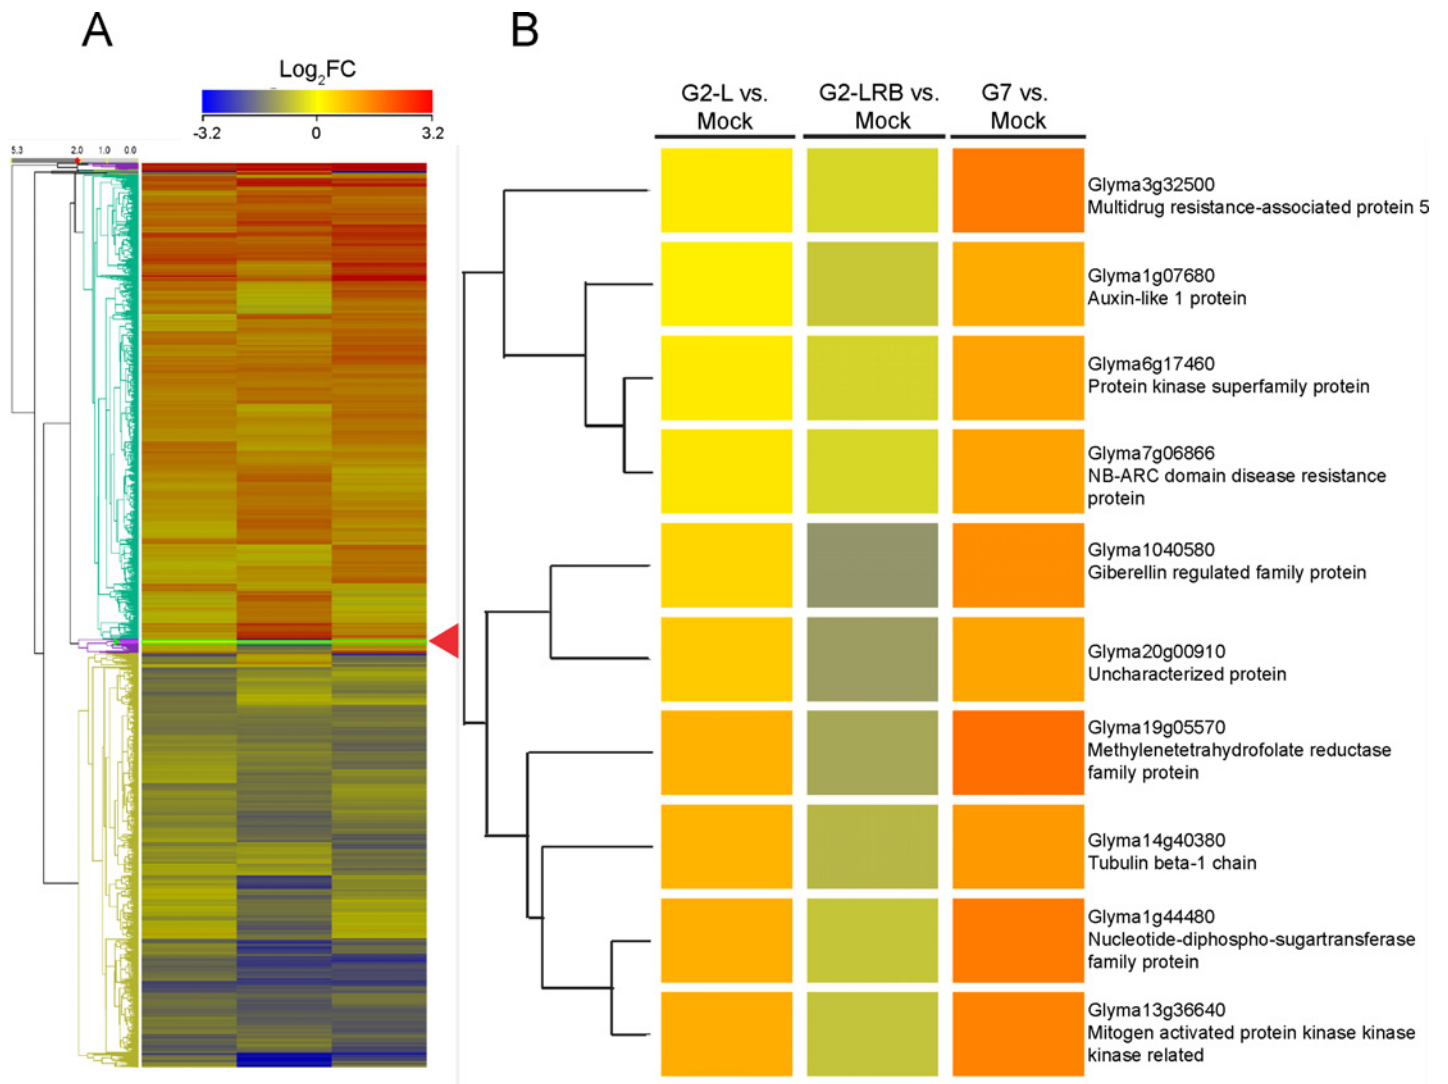 A
B
Log2FC
-3.2 0 3.2
5.3 2.0 1.0 0.0
G2-L vs.
Mock
G2-LRB vs.
Mock
G7 vs.
Mock
Glyma3g32500
Multidrug resistance-associated protein 5
Glyma1g07680
Auxin-like 1 protein
Glyma6g17460
Protein kinase superfamily protein
Glyma7g06866
NB-ARC domain disease resistance
protein
Glyma1040580
Giberellin regulated family protein
Glyma20g00910
Uncharacterized protein
Glyma19g05570
Methylenetetrahydrofolate reductase
family protein
Glyma14g40380
Tubulin beta-1 chain
Glyma1g44480
Nucleotide-diphospho-sugartransferase
family protein
Glyma13g36640
Mitogen activated protein kinase kinase
kinase related